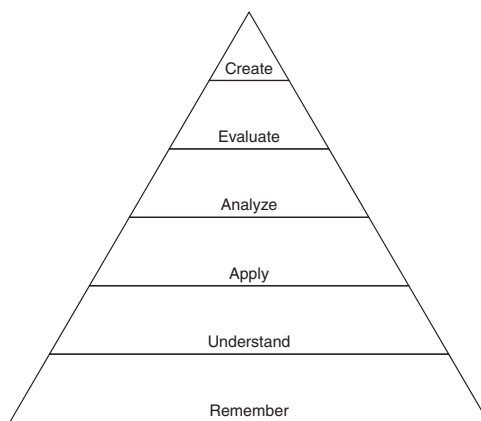 Create
Evaluate
Analyze
Apply
Understand
Remember